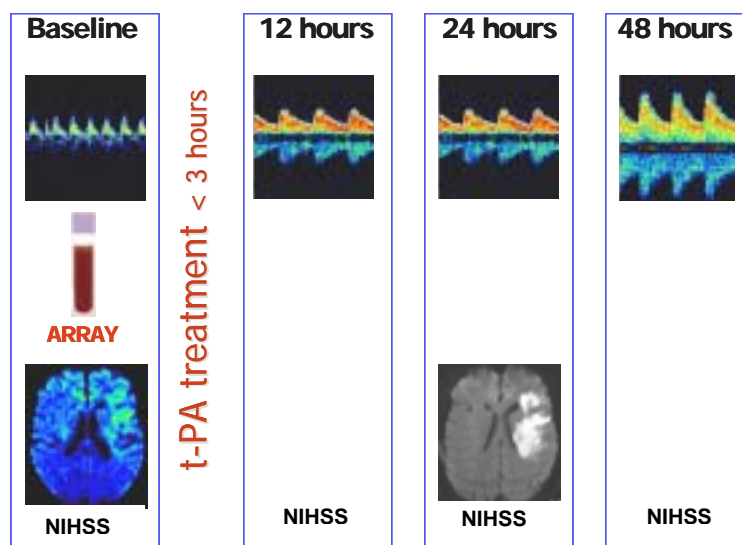 Baseline
ARRAY
NIHSS
t-PA treatment < 3 hours
12 hours
NIHSS
24 hours
NIHSS
48 hours
NIHSS